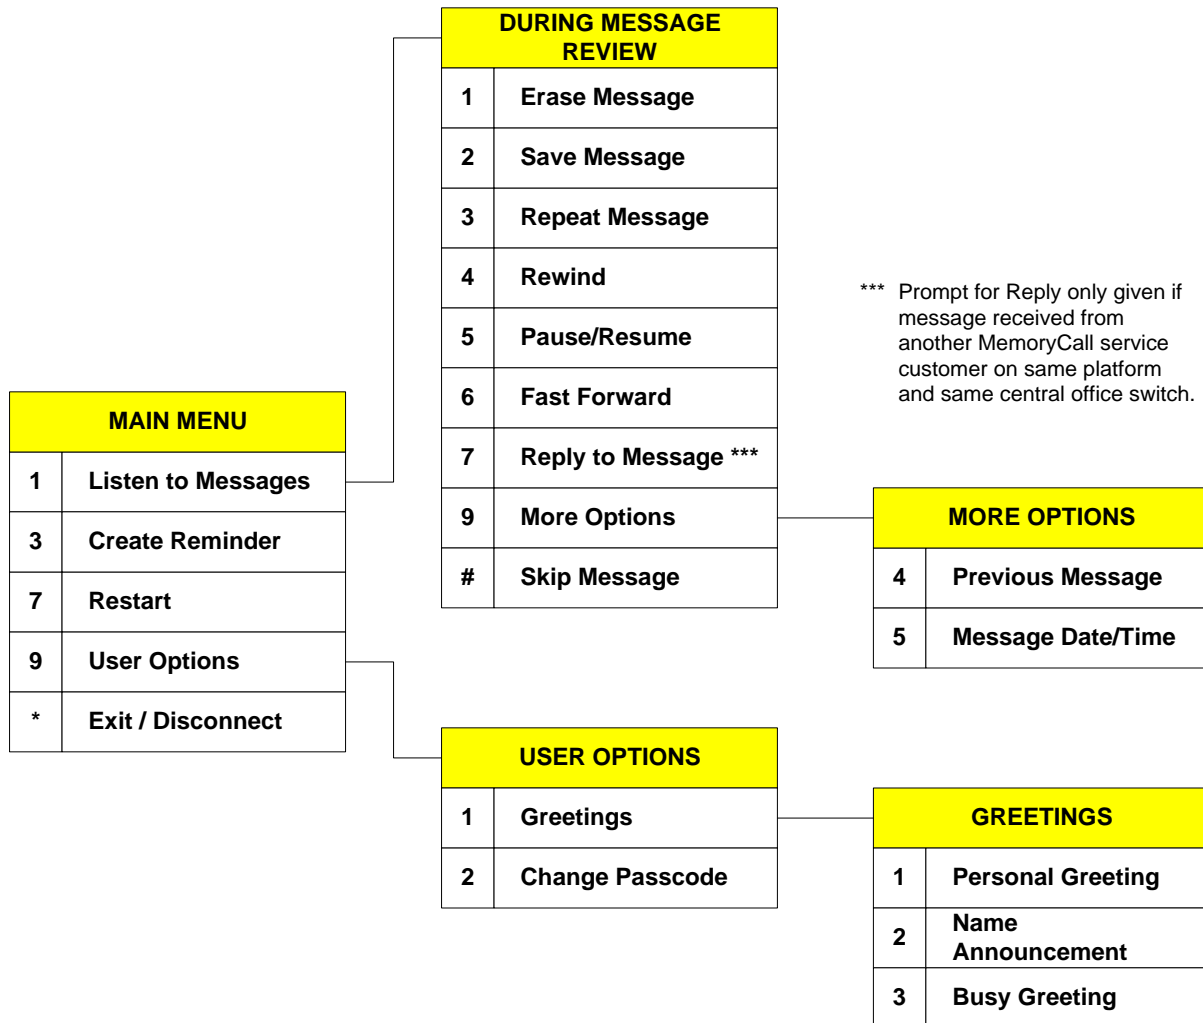 DURING MESSAGE
REVIEW
1 Erase Message
2 Save Message
3 Repeat Message
4 Rewind
5 Pause/Resume
6 Fast Forward
7 Reply to Message ***
9 More Options
# Skip Message
*** Prompt for Reply only given if
message received from
another MemoryCall service
customer on same platform
and same central office switch.
MAIN MENU
1 Listen to Messages
3 Create Reminder
7 Restart
9 User Options
* Exit / Disconnect
MORE OPTIONS
4 Previous Message
5 Message Date/Time
USER OPTIONS
1 Greetings
2 Change Passcode
GREETINGS
1 Personal Greeting
2 Name
Announcement
3 Busy Greeting